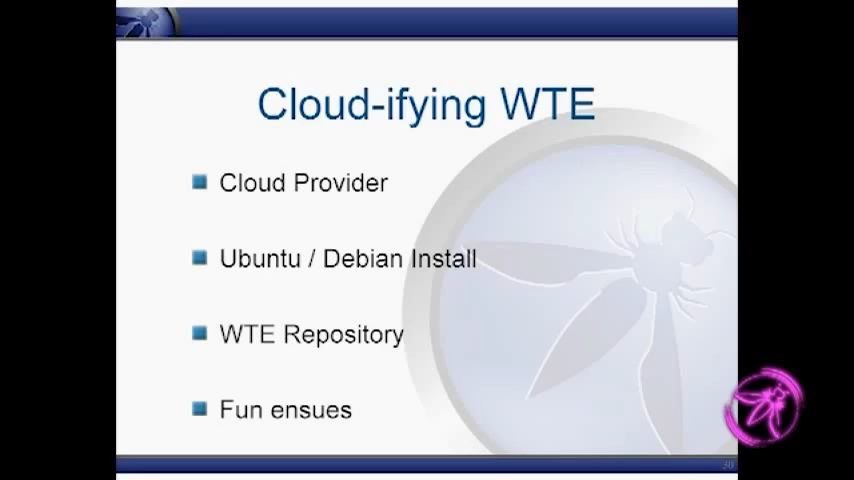 Cloud-ifying WTE
Cloud Provider
Ubuntu / Debian Install
WTE Repository
Fun ensues